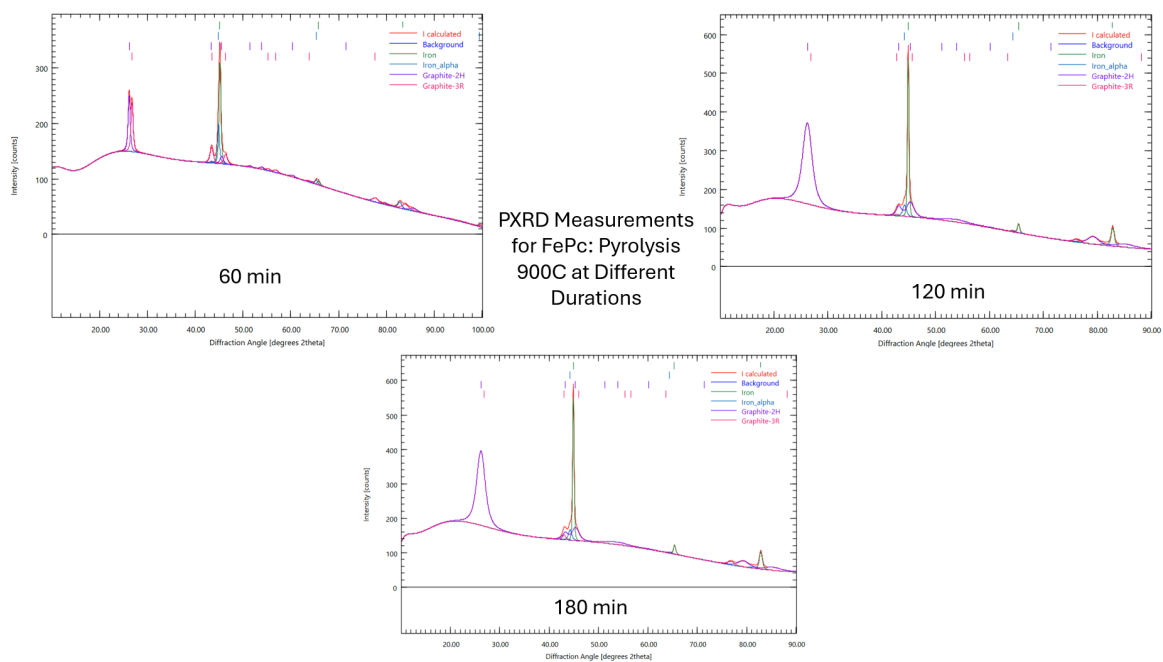 I calculated
Background
Iron
Iron_alpha
Graphite-2H
Graphite-3R
Intensity [counts]
300
200
100
0
60 min
20.00 30.00 40.00 50.00 60.00 70.00 80.00 90.00 100.00
Diffraction Angle [degrees 2theta]
PXRD Measurements
for FePc: Pyrolysis
900C at Different
Durations
I calculated
Background
Iron
Iron_alpha
Graphite-2H
Graphite-3R
Intensity [counts]
600
500
400
300
200
100
0
120 min
20.00 30.00 40.00 50.00 60.00 70.00 80.00 90.00
Diffraction Angle [degrees 2theta]
I calculated
Background
Iron
Iron_alpha
Graphite-2H
Graphite-3R
Intensity [counts]
600
500
400
300
200
100
0
180 min
20.00 30.00 40.00 50.00 60.00 70.00 80.00 90.00
Diffraction Angle [degrees 2theta]